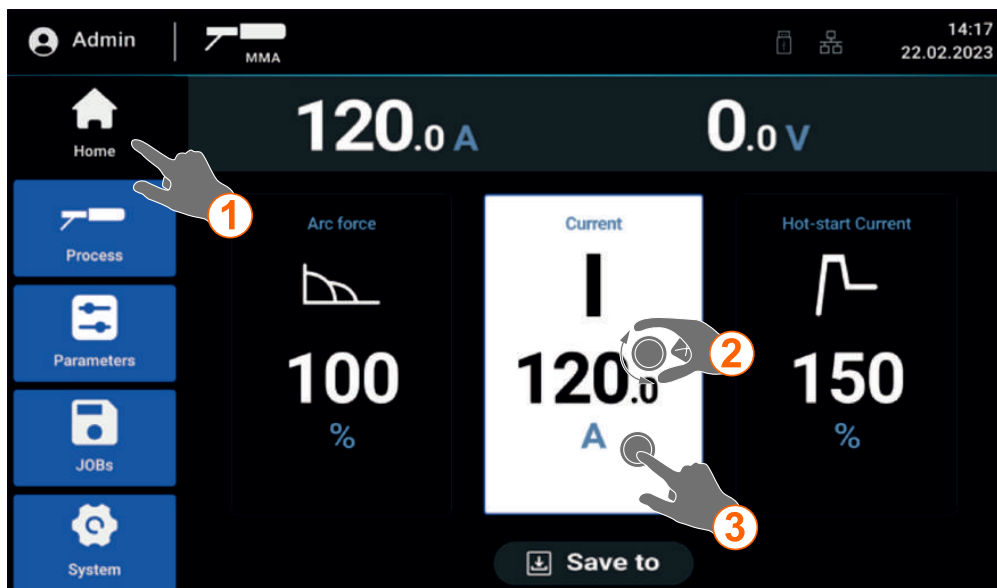 Admin
MMA
14:17
22.02.2023
Home
120.0 A
0.0 V
1
Process
Parameters
JOBs
System
Arc force
100
%
Current
I
120.0
A
2
3
Hot-start Current
150
%
Save to